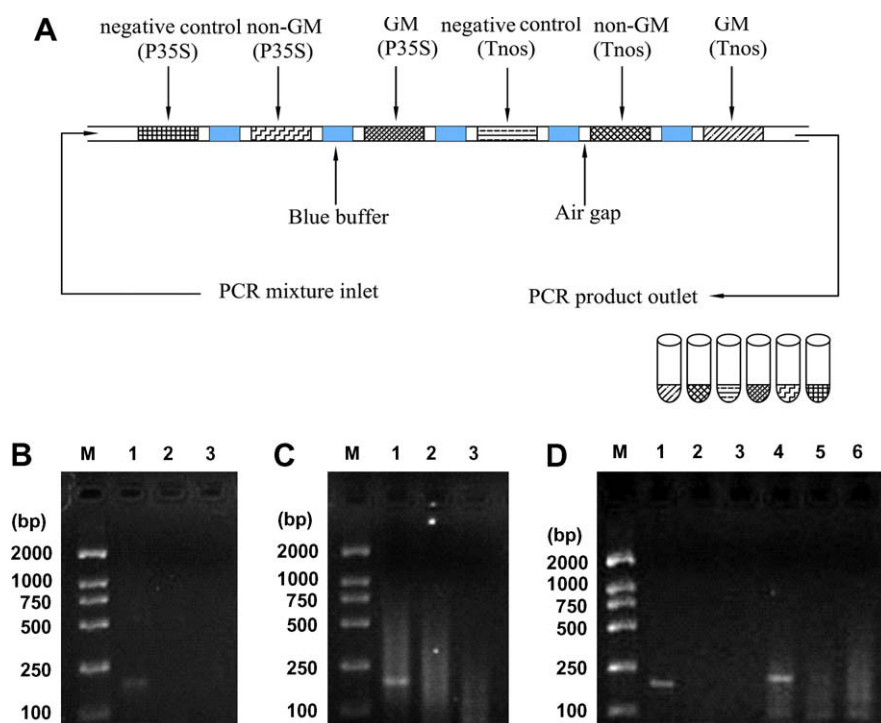 A
negative control non-GM GM negative control non-GM GM
(P35S) (P35S) (P35S) (Tnos) (Tnos) (Tnos)
Blue buffer Air gap
PCR mixture inlet PCR product outlet
B M 1 2 3
(bp)
2000
1000
750
500
250
100
C M 1 2 3
(bp)
2000
1000
750
500
250
100
D M 1 2 3 4 5 6
(bp)
2000
1000
750
500
250
100